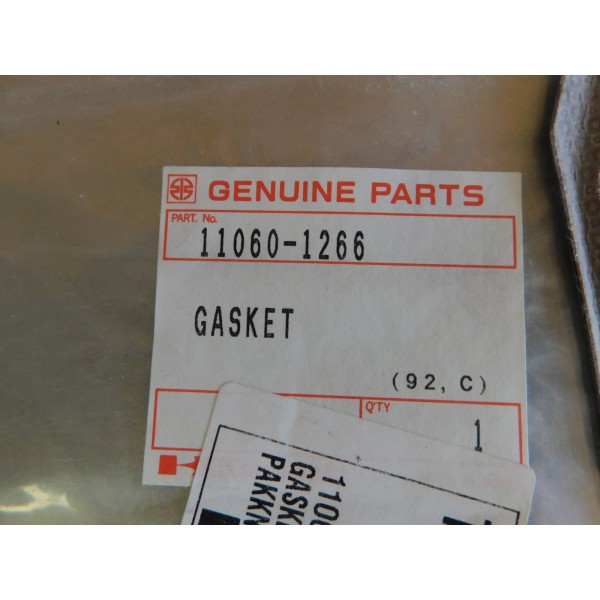 GENUINE PARTS
PART. No.
11060-1266
GASKET
(92, C)
Q'TY
1